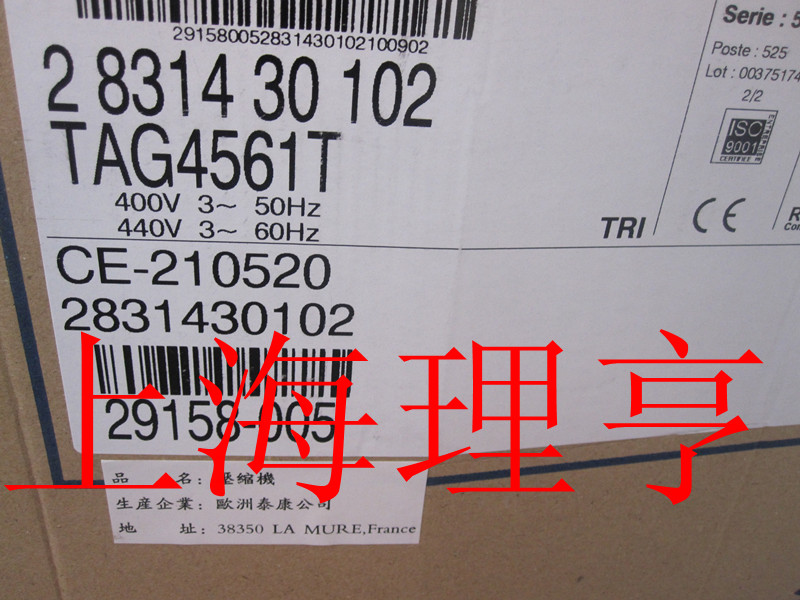 29158005283143010210090​2
2 8314 30 102
TAG4561T
400V 3~ 50Hz
440V 3~ 60Hz
TRI
Serie : 5
Poste : 525
Lot : 00375174
2/2
ISO
9001
CE
CE-210520
2831430102
29158-005
上海理亨
品 名: 壓缩機
生産企業: 歐洲泰康公司
地 址: 38350 LA MURE,France